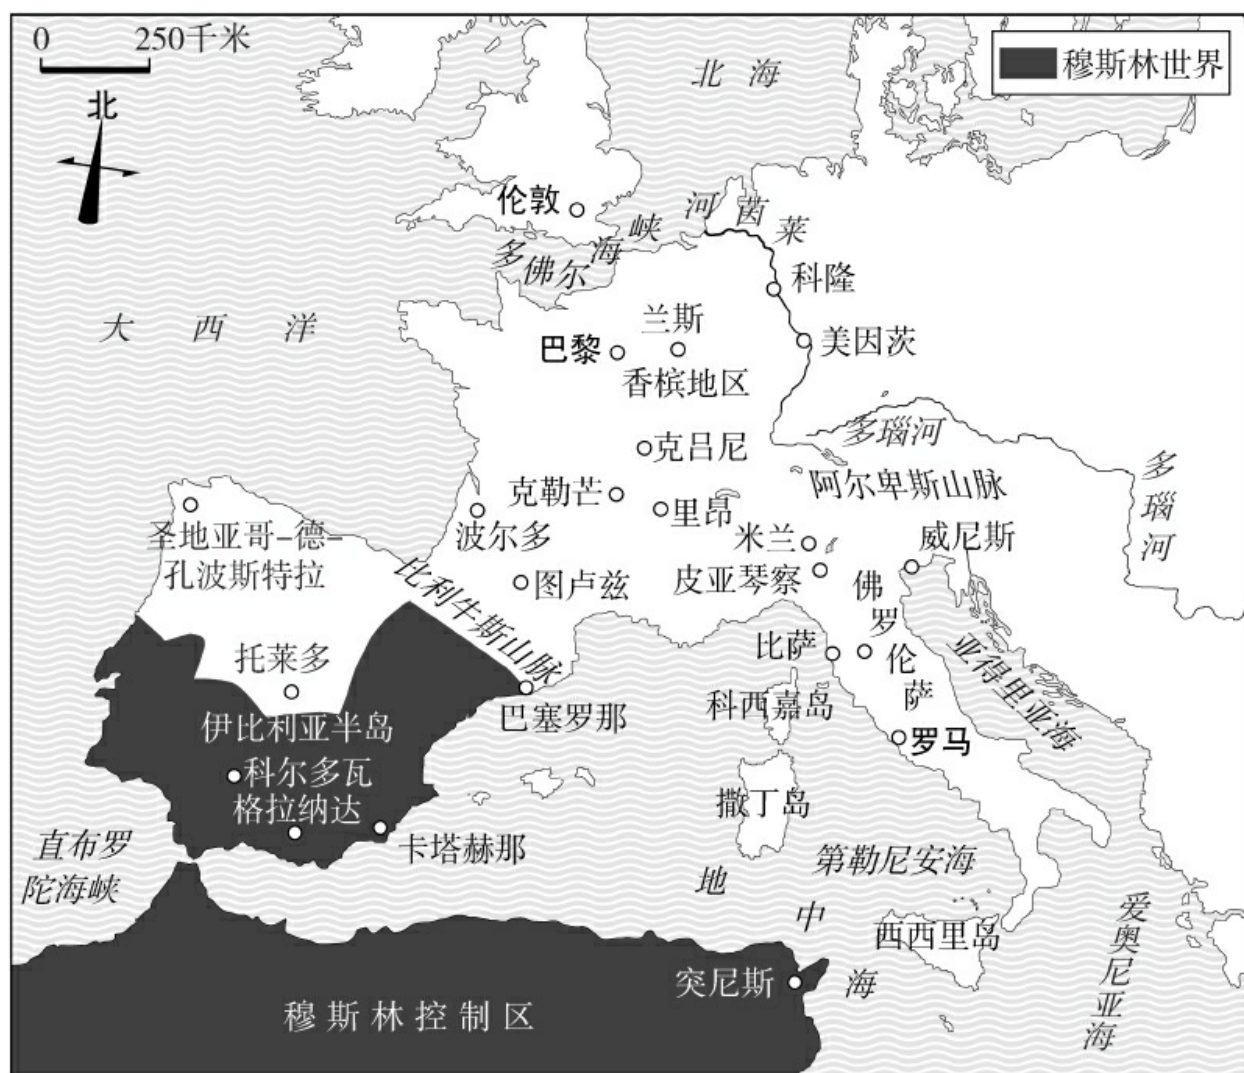 0 250千米
北
穆斯林世界
北海
伦敦
多佛尔海峡
莱茵河
科隆
大西洋
兰斯
巴黎
美因茨
香槟地区
多瑙河
克吕尼
多瑙河
阿尔卑斯山脉
克勒芒
里昂
圣地亚哥-德-
孔波斯特拉
波尔多
米兰
威尼斯
皮亚琴察
图卢兹
比利牛斯山脉
佛罗伦萨
比萨
托莱多
亚得里亚海
巴塞罗那
科西嘉岛
伊比利亚半岛
罗马
科尔多瓦
格拉纳达
撒丁岛
卡塔赫那
直布罗
陀海峡
第勒尼安海
地中海
西西里岛
爱奥尼亚海
突尼斯
穆斯林控制区